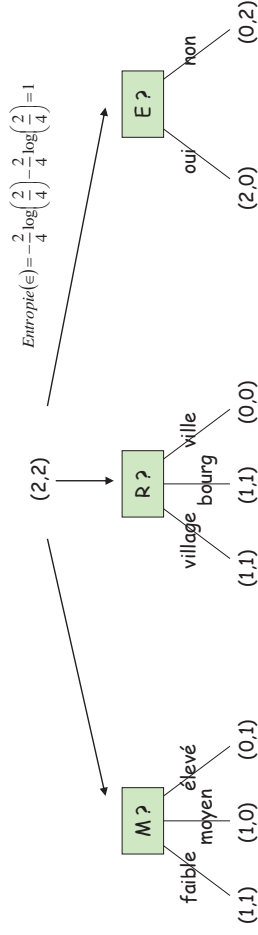 Entropie(∈) = −2/4 log(2/4) − 2/4 log(2/4) = 1
(2,2)
M ? R ? E ?
faible moyen élevé village bourg ville oui non
(1,1) (1,0) (0,1) (1,1) (1,1) (0,0) (2,0) (0,2)